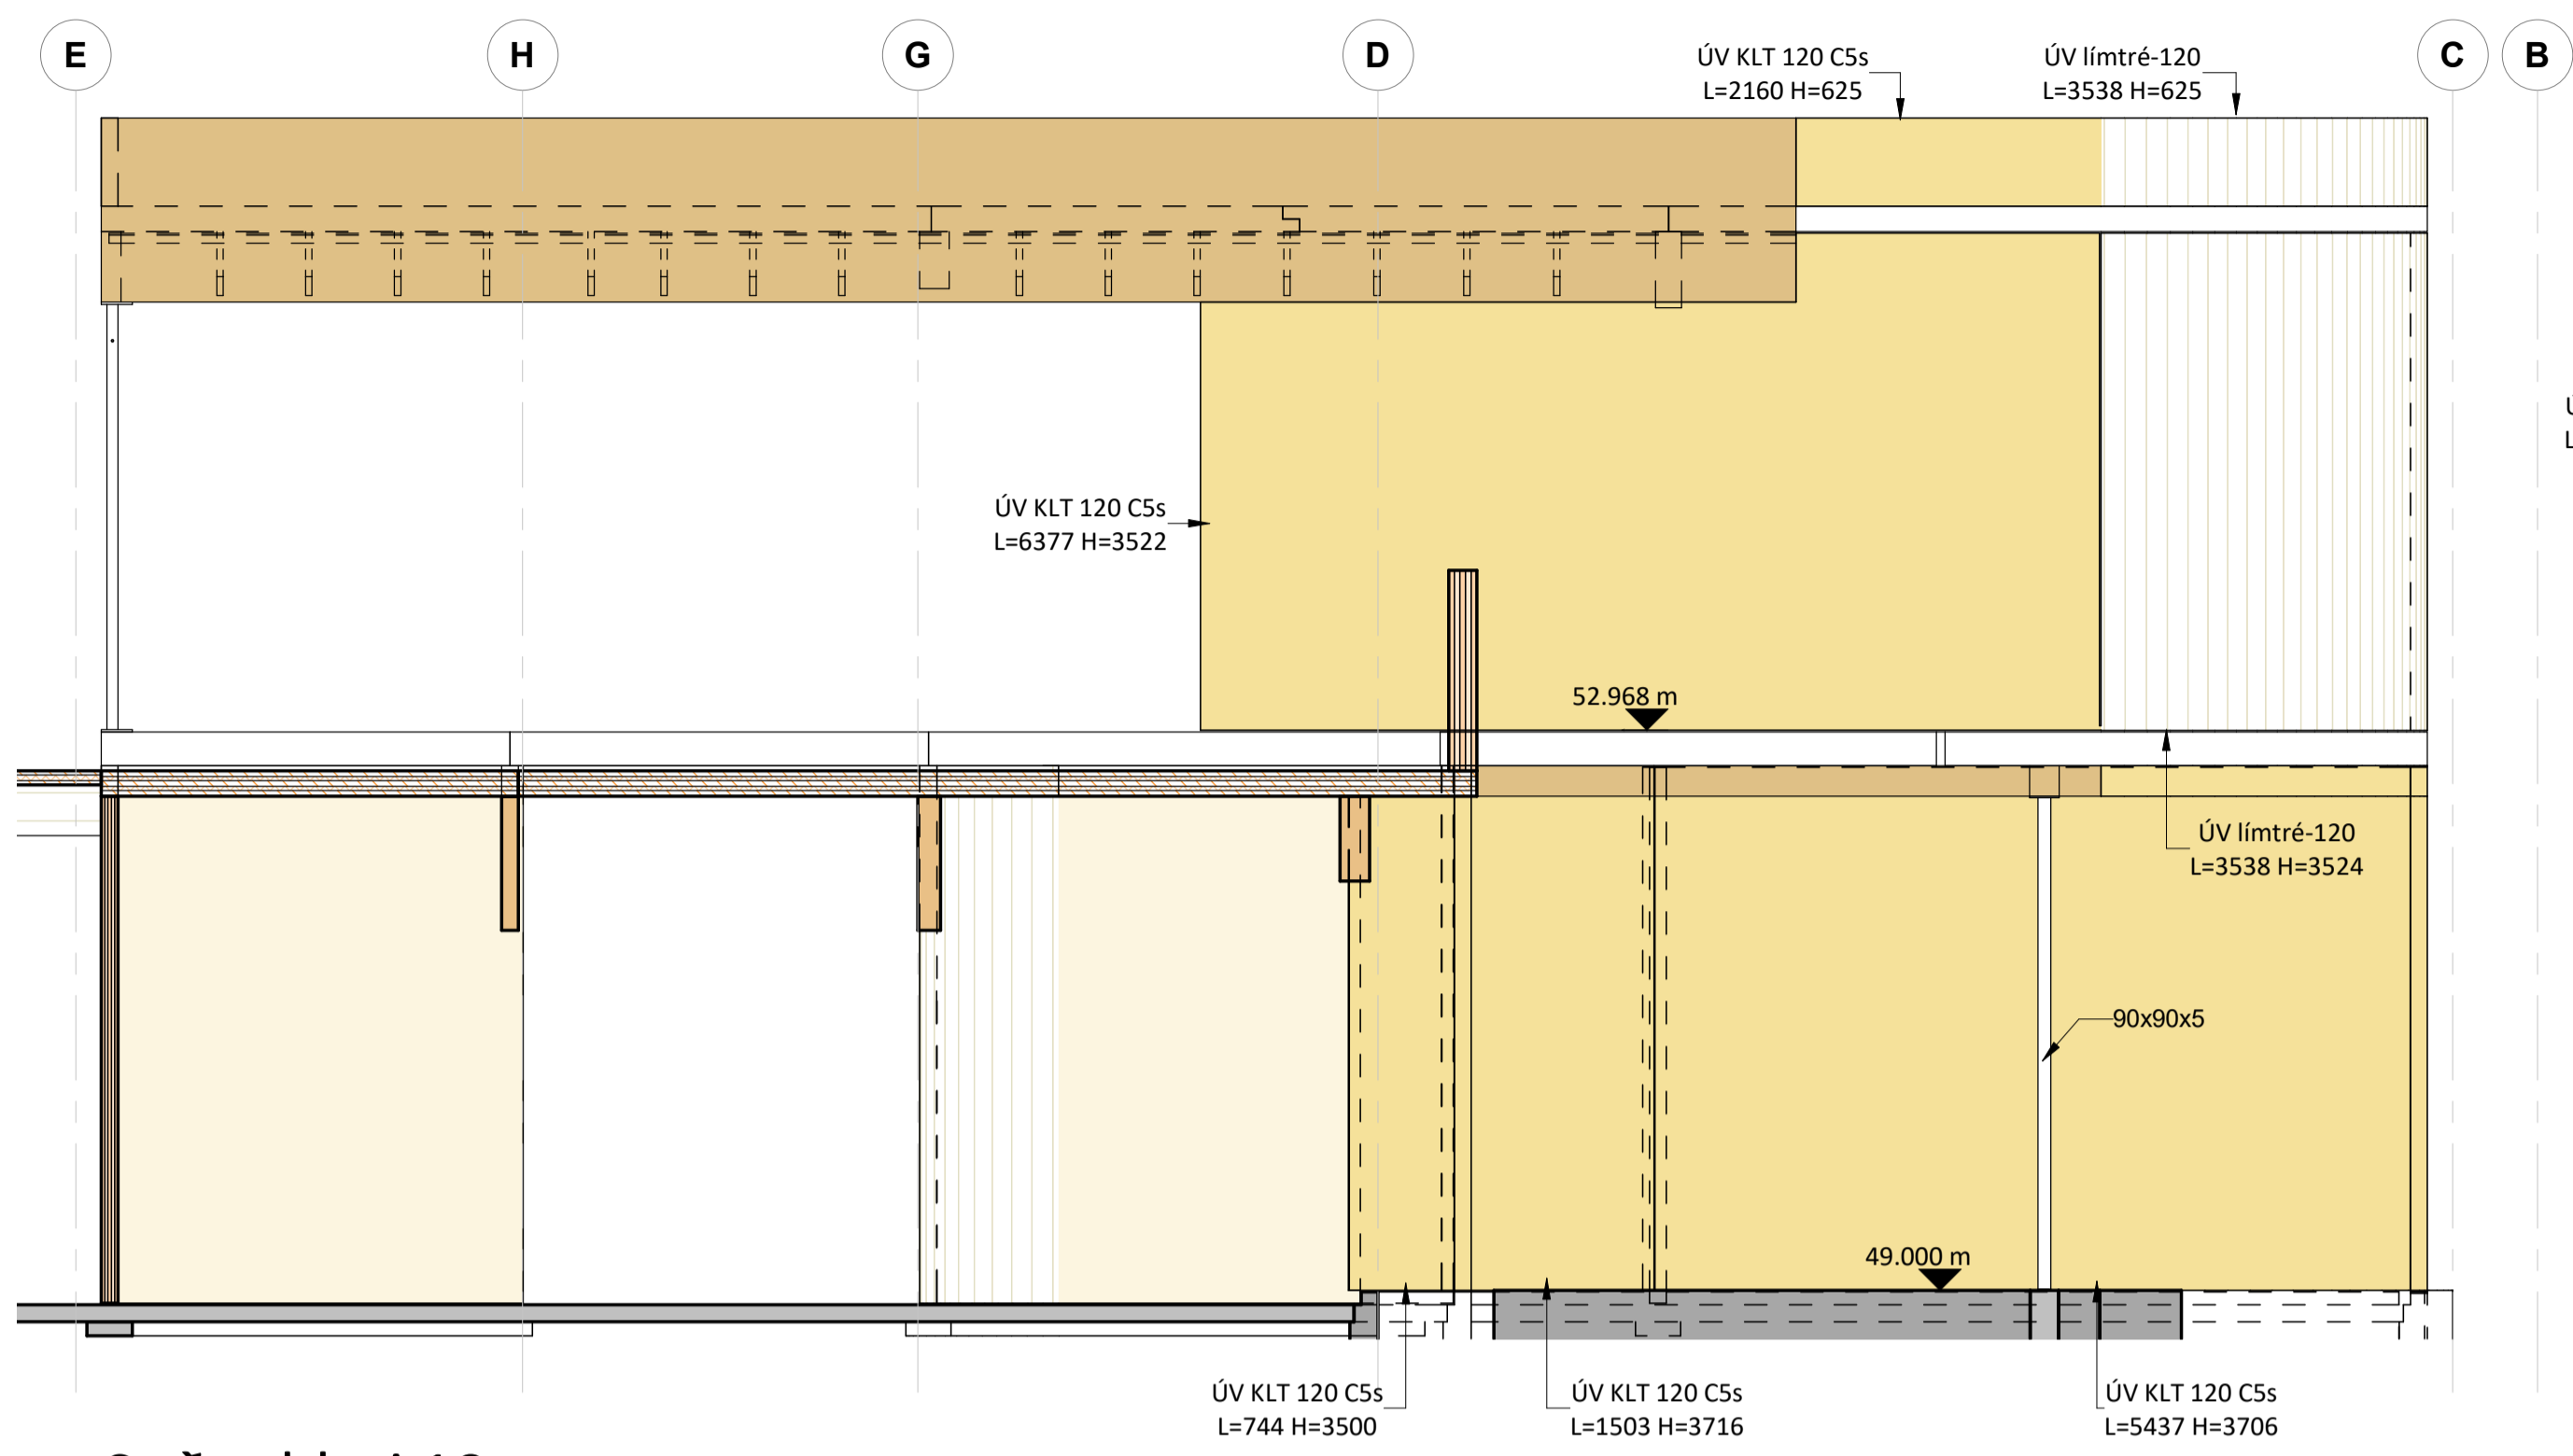 E H G D C B
ÚV KLT 120 C5s
L=2160 H=625
ÚV límtré-120
L=3538 H=625
ÚV KLT 120 C5s
L=6377 H=3522
52.968 m
ÚV límtré-120
L=3538 H=3524
90x90x5
49.000 m
ÚV KLT 120 C5s
L=744 H=3500
ÚV KLT 120 C5s
L=1503 H=3716
ÚV KLT 120 C5s
L=5437 H=3706